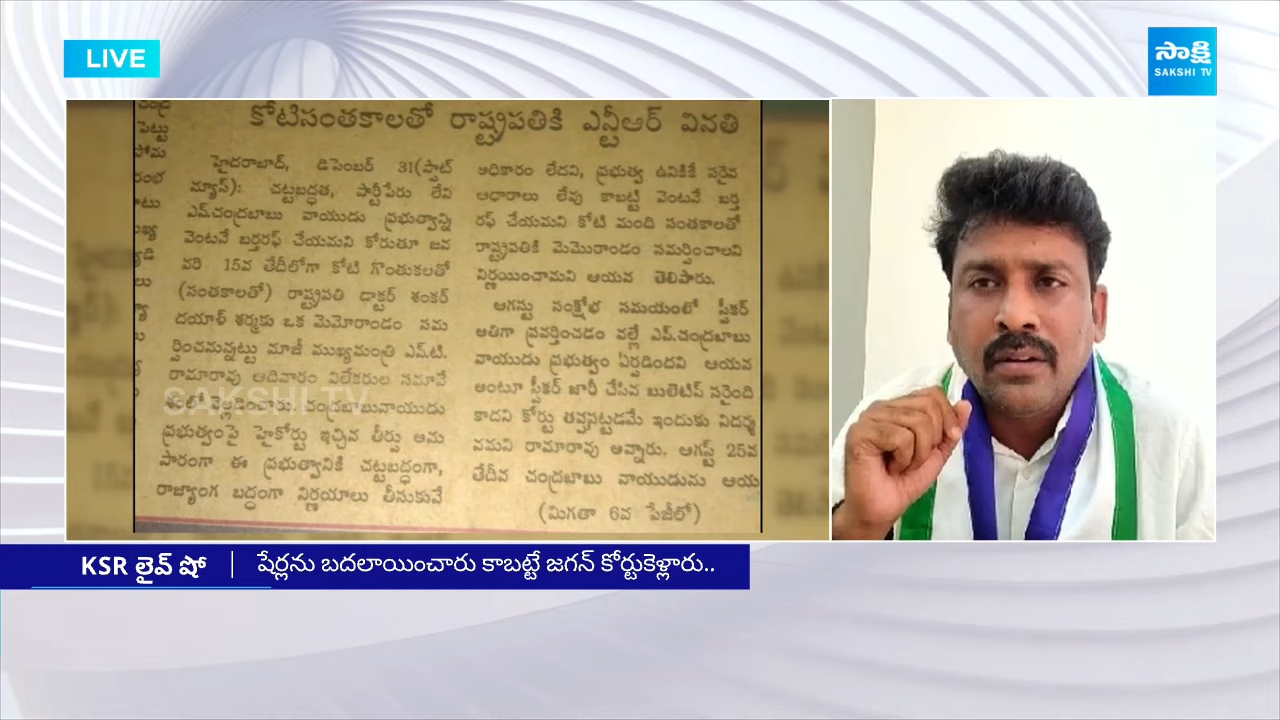 LIVE
సాక్షి
SAKSHI TV
కోటిసంతకాలతో రాష్ట్రపతికి ఎన్టీఆర్ వినతి
హైదరాబాద్, డిసెంబర్ 31(ప్టాట్
మ్యాన్): చట్టబద్ధత, పార్టీపేరు లేని
ఎన్‌చంద్రబాబు నాయుడు ప్రభుత్వాన్ని
వెంటనే బర్తరఫ్ చేయమని కోరుతూ జన
వరి 15వ తేదీలోగా కోటి గొంతుకలతో
(సంతకాలతో) రాష్ట్రపతి డాక్టర్ శంకర్
దయాళ్ శర్మకు ఒక మెమోరాండం సమ
ర్పించమన్నట్టు మాజీ ముఖ్యమంత్రి ఎన్.టి.
రామారావు ఆదివారం విలేకరుల సమావే
వెల్లడించారు. చంద్రబాబునాయుడు
ప్రభుత్వంపై హైకోర్టు ఇచ్చిన తీర్పు అను
సారంగా ఈ ప్రభుత్వానికి చట్టబద్ధంగా,
రాజ్యాంగ బద్ధంగా నిర్ణయాలు తీసుకునే
అధికారం లేదని, ప్రభుత్వ ఉనికికే సరైన
ఆధారాలు లేవు కాబట్టి వెంటనే బర్త
రఫ్ చేయమని కోటి మంది సంతకాలతో
రాష్ట్రపతికి మెమొరాండం సమర్పించాలని
నిర్ణయించామని ఆయన తెలిపారు.
ఆగస్టు సంక్షోభ సమయంలో స్పీకర్
అతిగా ప్రవర్తించడం వల్లే ఎన్.చంద్రబాబు
నాయుడు ప్రభుత్వం ఏర్పడిందని ఆయన
అంటూ స్పీకర్ జారీ చేసిన బులెటిన్ సరైంది
కాదని కోర్టు తప్పుపట్టడమే ఇందుకు నిదర్శ
నమని రామారావు అన్నారు. ఆగస్ట్ 25వ
తేదీన చంద్రబాబు నాయుడును ఆయ
(మిగతా 6వ పేజీలో)
SAKSHI TV
KSR లైవ్ షో | షేర్లను బదలాయించారు కాబట్టే జగన్ కోర్టుకెళ్లారు..